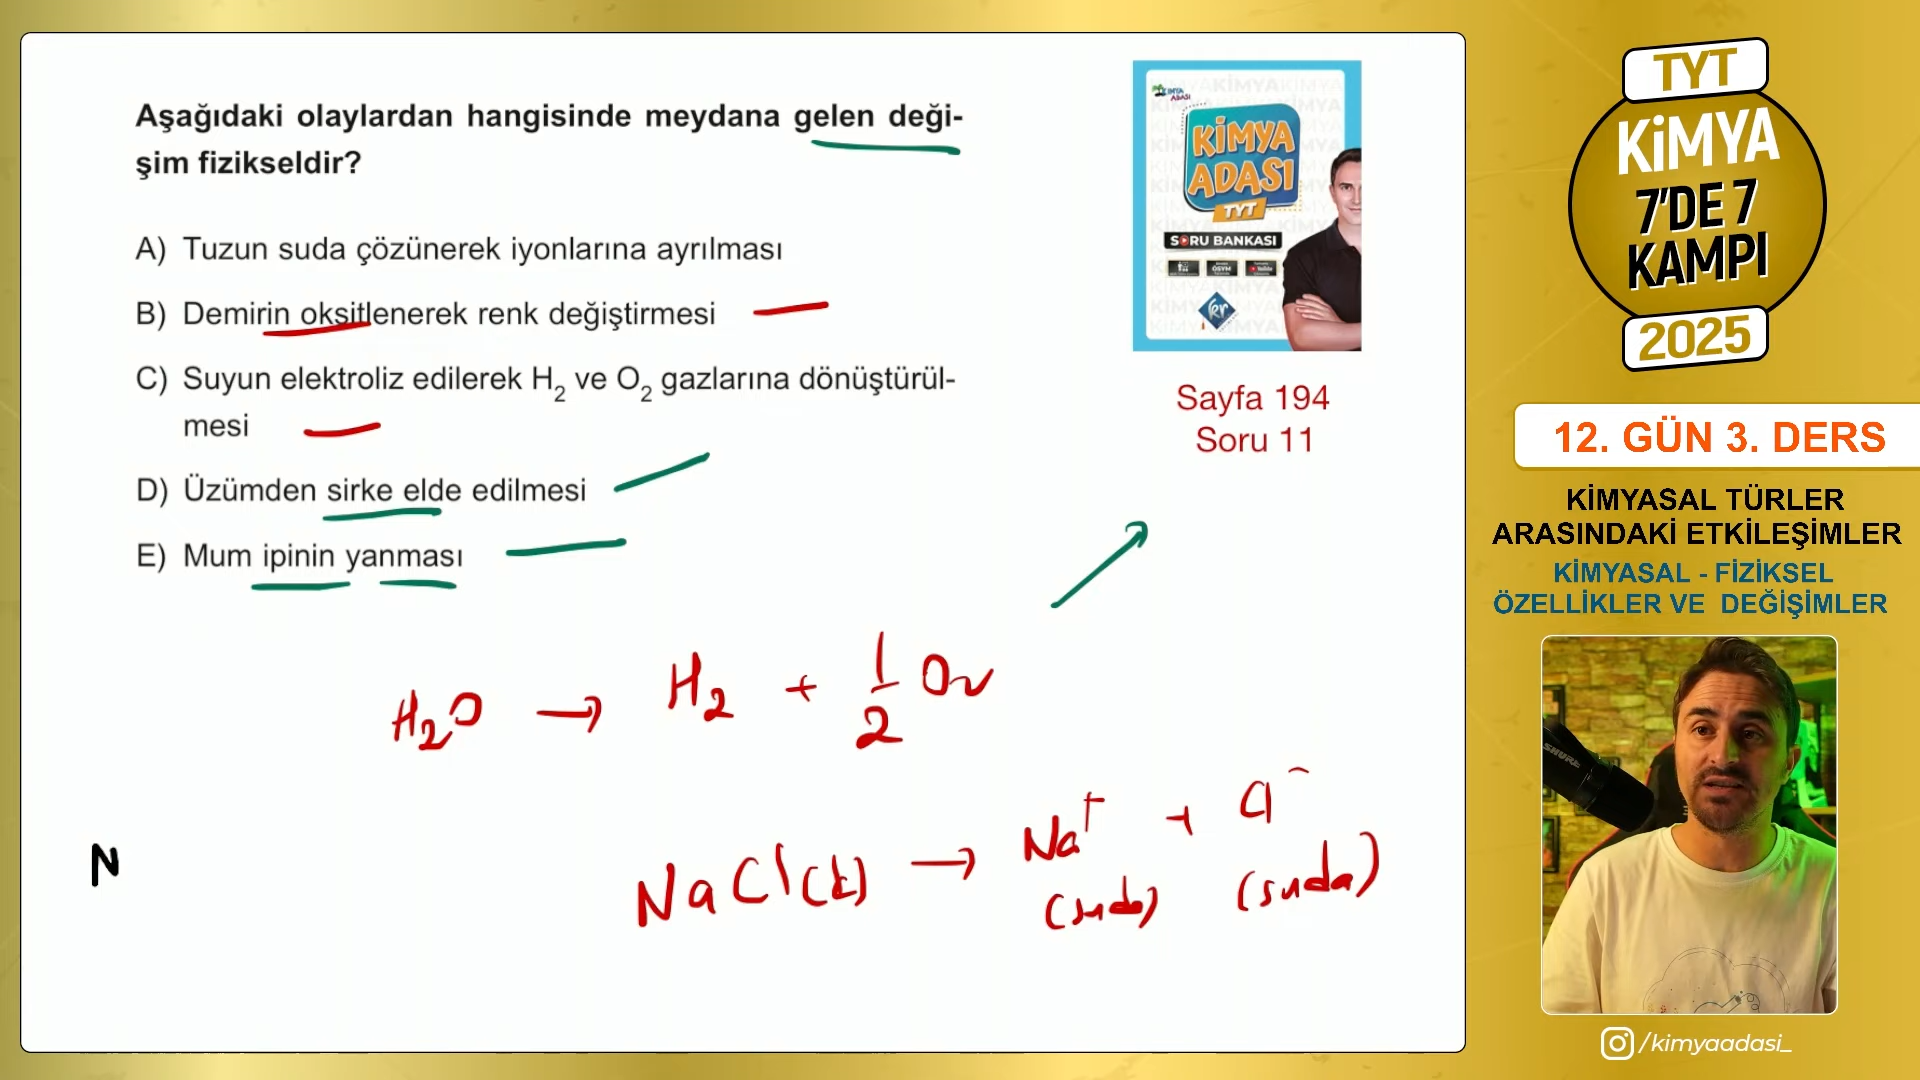 Aşağıdaki olaylardan hangisinde meydana gelen deği-
şim fizikseldir?
A) Tuzun suda çözünerek iyonlarına ayrılması
B) Demirin oksitlenerek renk değiştirmesi
C) Suyun elektroliz edilerek H₂ ve O₂ gazlarına dönüştürül-
mesi
D) Üzümden sirke elde edilmesi
E) Mum ipinin yanması
H₂O → H₂ + 1/2 O₂
NaCl(k) → Na⁺ + Cl⁻
(suda) (suda)
N
KİMYA
ADASI
TYT
SORU BANKASI
ÖSYM
YouTube
kr
Sayfa 194
Soru 11
TYT
KİMYA
7'DE 7
KAMPI
2025
12. GÜN 3. DERS
KİMYASAL TÜRLER
ARASINDAKİ ETKİLEŞİMLER
KİMYASAL - FİZİKSEL
ÖZELLİKLER VE DEĞİŞİMLER
SHURE
/kimyaadasi_